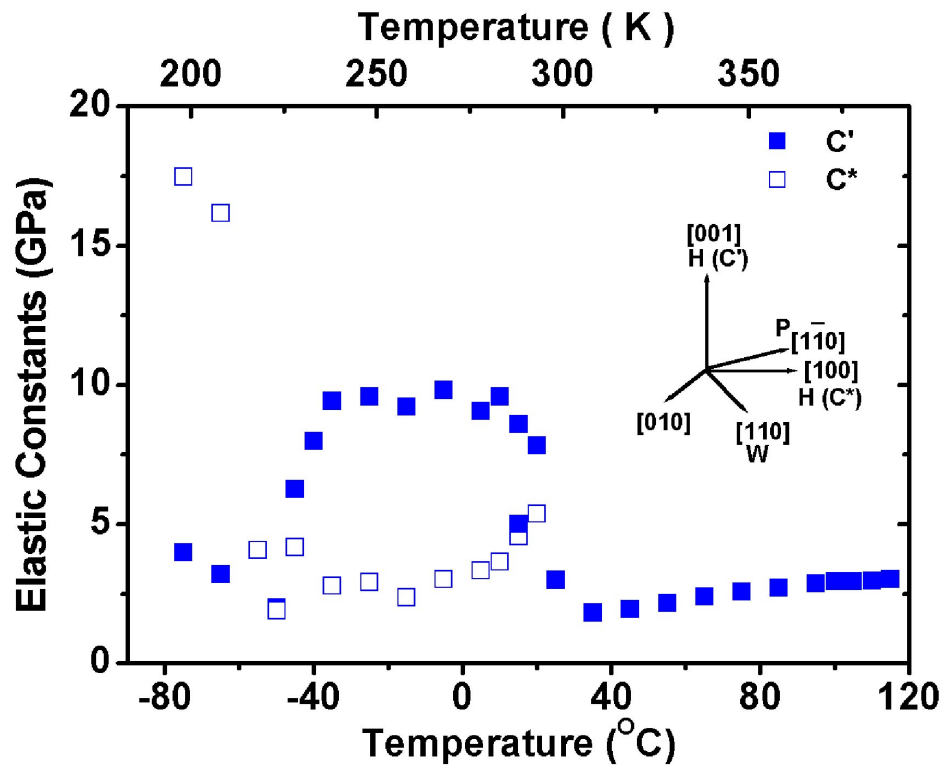 Temperature ( K )
200 250 300 350
20
15
10
5
0
Elastic Constants (GPa)
C'
C*
[001]
H (C')
P
[11̅0]
[100]
H (C*)
[010]
[110]
W
-80 -40 0 40 80 120
Temperature (°C)